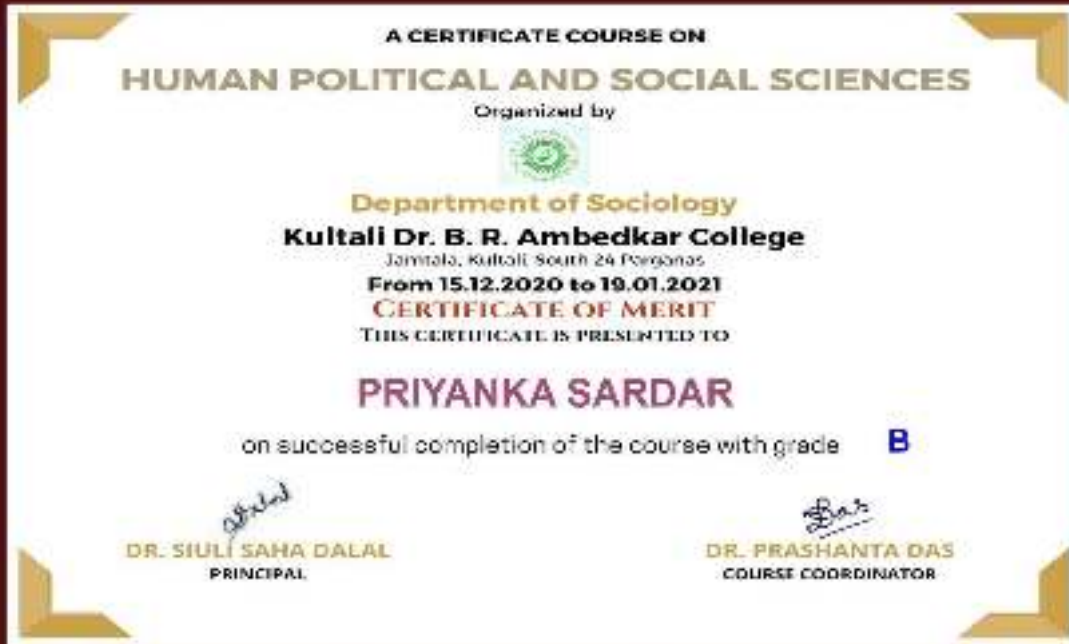 A CERTIFICATE COURSE ON
HUMAN POLITICAL AND SOCIAL SCIENCES
Organized by
Department of Sociology
Kultali Dr. B. R. Ambedkar College
Jamtala, Kultali, South 24 Parganas
From 15.12.2020 to 19.01.2021
CERTIFICATE OF MERIT
THIS CERTIFICATE IS PRESENTED TO
PRIYANKA SARDAR
on successful completion of the course with grade B
Das
DR. SIULI SAHA DALAL DR. PRASHANTA DAS
PRINCIPAL COURSE COORDINATOR